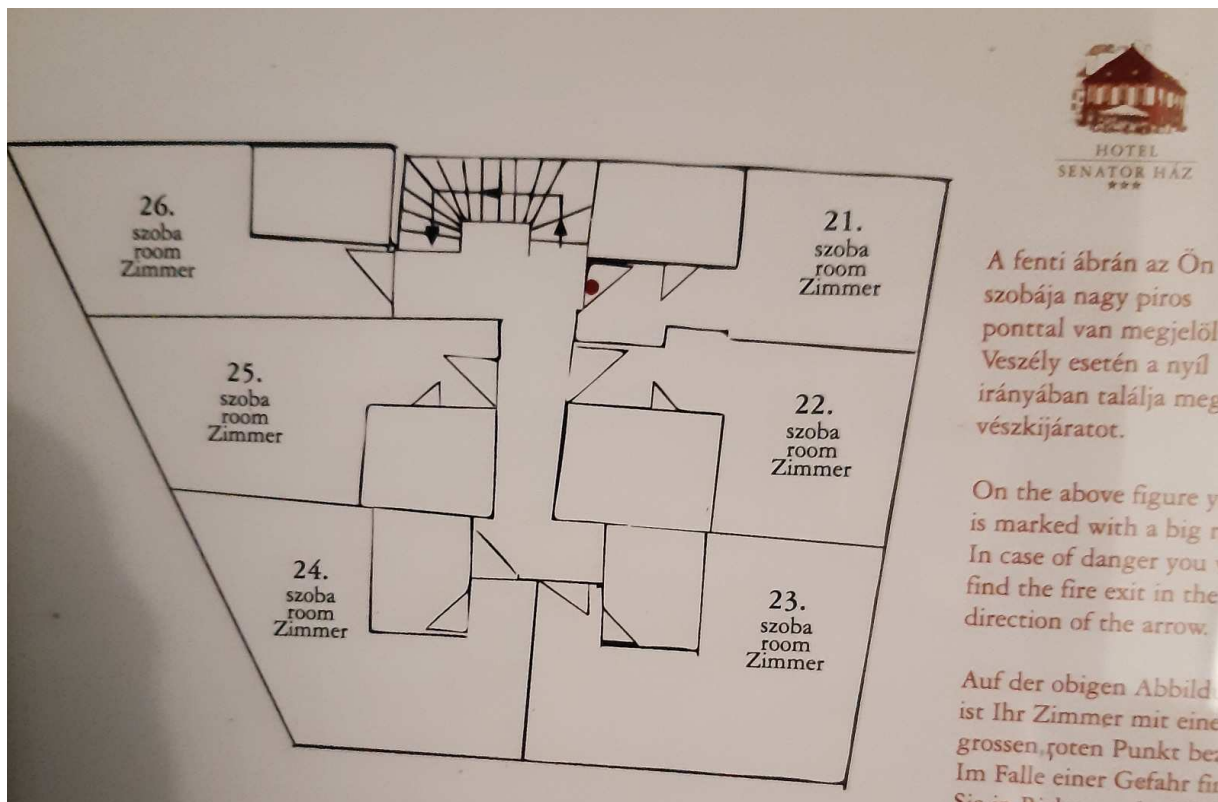 HOTEL
SENATOR HÁZ
***
26.
szoba
room
Zimmer
21.
szoba
room
Zimmer
25.
szoba
room
Zimmer
22.
szoba
room
Zimmer
24.
szoba
room
Zimmer
23.
szoba
room
Zimmer
A fenti ábrán az Ön
szobája nagy piros
ponttal van megjelöl
Veszély esetén a nyíl
irányában találja meg
vészkijáratot.
On the above figure y
is marked with a big r
In case of danger you
find the fire exit in the
direction of the arrow.
Auf der obigen Abbild
ist Ihr Zimmer mit eine
grossen roten Punkt bez
Im Falle einer Gefahr fin